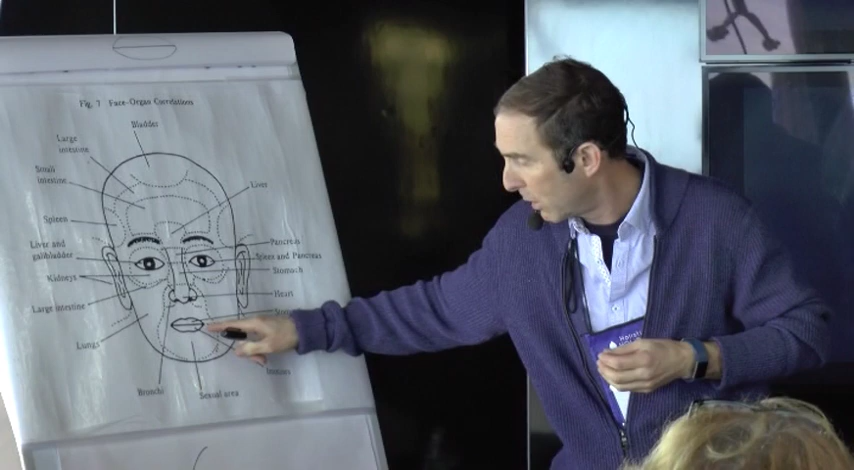 Fig. 7 Face-Organ Correlations
Bladder
Large
intestine
Small
intestine
Liver
Spleen
Liver and
gallbladder
Pancreas
Spleen and Pancreas
Kidneys
Stomach
Heart
Large intestine
Lungs
Bronchi
Sexual area